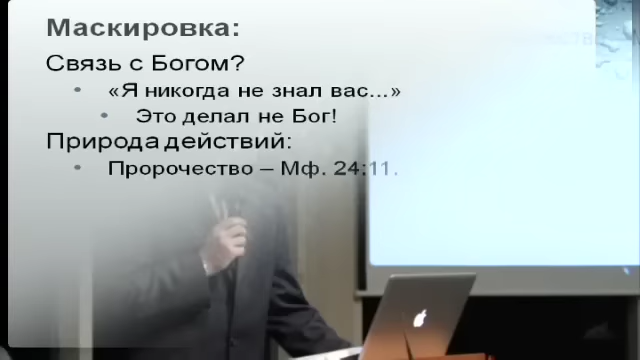 Маскировка:
Связь с Богом?
• «Я никогда не знал вас...»
• Это делал не Бог!
Природа действий:
• Пророчество – Мф. 24:11.